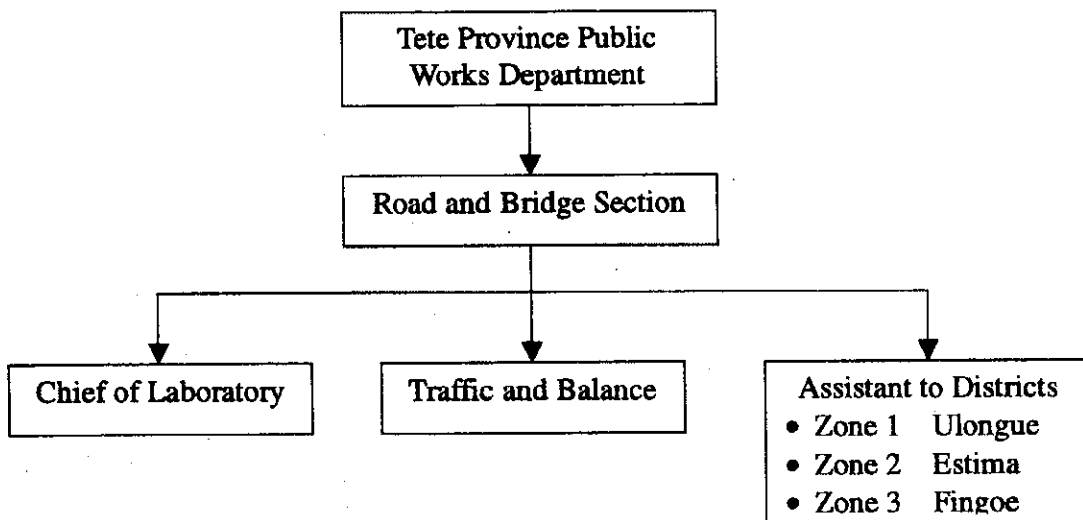 Tete Province Public
Works Department
Road and Bridge Section
Chief of Laboratory
Traffic and Balance
Assistant to Districts
• Zone 1 Ulongue
• Zone 2 Estima
• Zone 3 Fingoe